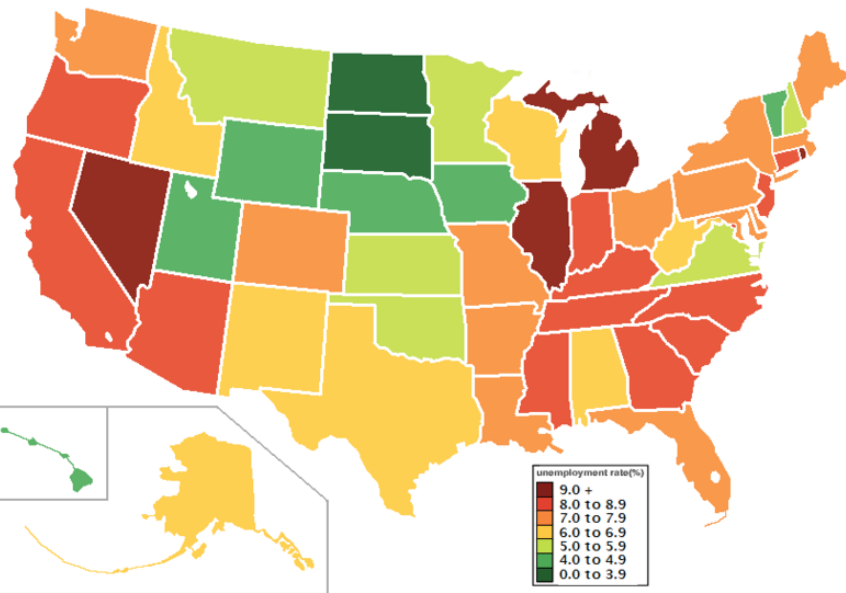 unemployment rate(%)
9.0 +
8.0 to 8.9
7.0 to 7.9
6.0 to 6.9
5.0 to 5.9
4.0 to 4.9
0.0 to 3.9